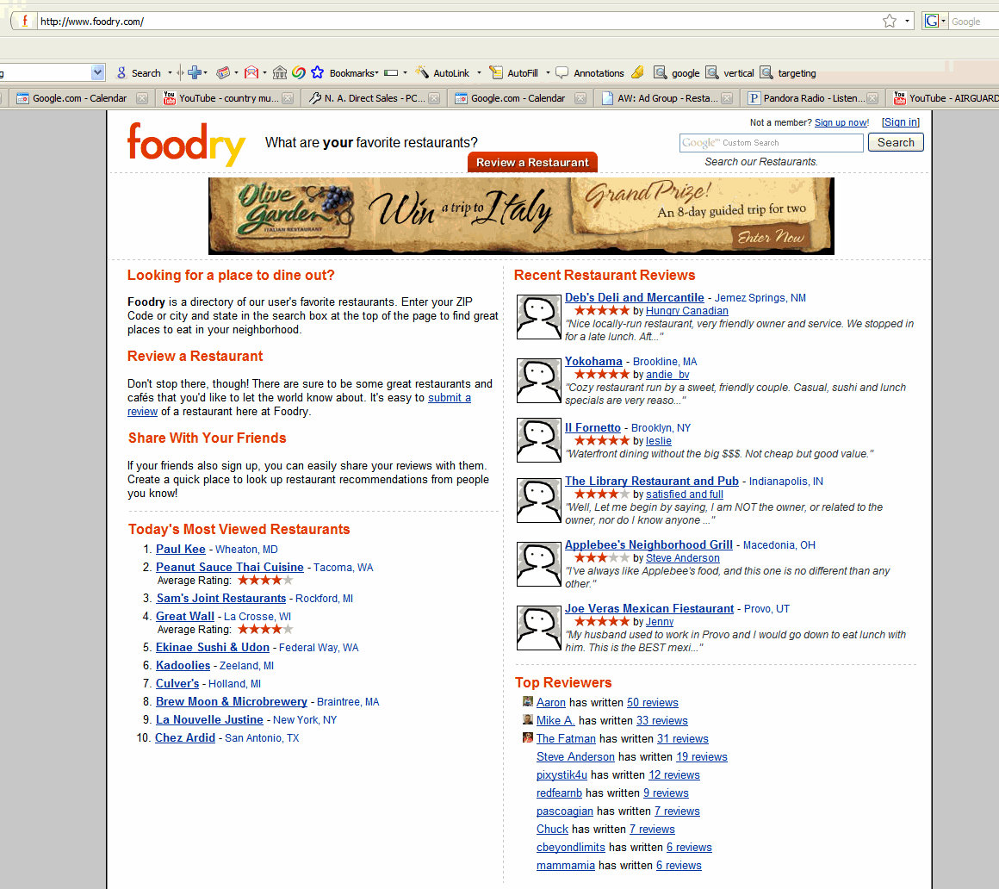 http://www.foodry.com/
Google
g
Search
Bookmarks
AutoLink
AutoFill
Annotations
google
vertical
targeting
Google.com - Calendar
YouTube - country mu...
N. A. Direct Sales - PC...
Google.com - Calendar
AW: Ad Group - Resta...
Pandora Radio - Listen...
YouTube - AIRGUARD
foodry
What are your favorite restaurants?
Review a Restaurant
Not a member? Sign up now! [Sign in]
Google™ Custom Search
Search
Search our Restaurants.
Olive Garden
ITALIAN RESTAURANT
Win a trip to Italy
Grand Prize!
An 8-day guided trip for two
Enter Now
Looking for a place to dine out?
Foodry is a directory of our user's favorite restaurants. Enter your ZIP
Code or city and state in the search box at the top of the page to find great
places to eat in your neighborhood.
Review a Restaurant
Don't stop there, though! There are sure to be some great restaurants and
cafés that you'd like to let the world know about. It's easy to submit a
review of a restaurant here at Foodry.
Share With Your Friends
If your friends also sign up, you can easily share your reviews with them.
Create a quick place to look up restaurant recommendations from people
you know!
Today's Most Viewed Restaurants
1. Paul Kee - Wheaton, MD
2. Peanut Sauce Thai Cuisine - Tacoma, WA
Average Rating:
3. Sam's Joint Restaurants - Rockford, MI
4. Great Wall - La Crosse, WI
Average Rating:
5. Ekinae Sushi & Udon - Federal Way, WA
6. Kadoolies - Zeeland, MI
7. Culver's - Holland, MI
8. Brew Moon & Microbrewery - Braintree, MA
9. La Nouvelle Justine - New York, NY
10. Chez Ardid - San Antonio, TX
Recent Restaurant Reviews
Deb's Deli and Mercantile - Jemez Springs, NM
by Hungry Canadian
"Nice locally-run restaurant, very friendly owner and service. We stopped in
for a late lunch. Aft..."
Yokohama - Brookline, MA
by andie_bv
"Cozy restaurant run by a sweet, friendly couple. Casual, sushi and lunch
specials are very reaso..."
Il Fornetto - Brooklyn, NY
by leslie
"Waterfront dining without the big $$$. Not cheap but good value."
The Library Restaurant and Pub - Indianapolis, IN
by satisfied and full
"Well, Let me begin by saying, I am NOT the owner, or related to the
owner, nor do I know anyone ..."
Applebee's Neighborhood Grill - Macedonia, OH
by Steve Anderson
"I've always like Applebee's food, and this one is no different than any
other."
Joe Veras Mexican Fiestaurant - Provo, UT
by Jenny
"My husband used to work in Provo and I would go down to eat lunch with
him. This is the BEST mexi..."
Top Reviewers
Aaron has written 50 reviews
Mike A. has written 33 reviews
The Fatman has written 31 reviews
Steve Anderson has written 19 reviews
pixystik4u has written 12 reviews
redfearnb has written 9 reviews
pascoagian has written 7 reviews
Chuck has written 7 reviews
cbeyondlimits has written 6 reviews
mammamia has written 6 reviews